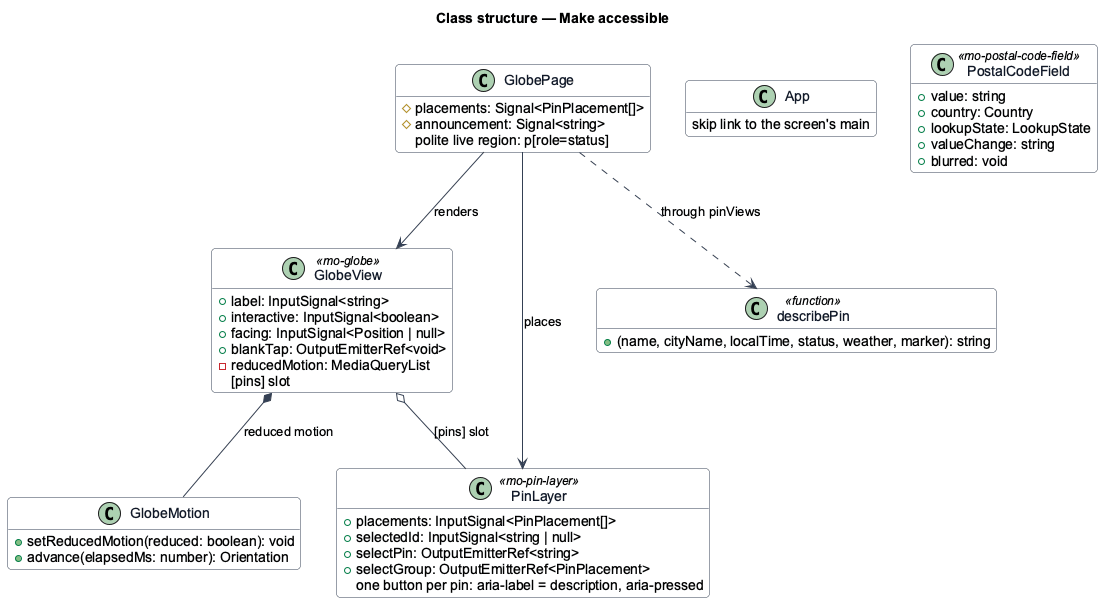 Class structure — Make accessible
C GlobePage
placements: Signal<PinPlacement[]>
announcement: Signal<string>
polite live region: p[role=status]
C App
skip link to the screen's main
C «mo-postal-code-field»
PostalCodeField
value: string
country: Country
lookupState: LookupState
valueChange: string
blurred: void
renders
through pinViews
places
C «mo-globe»
GlobeView
label: InputSignal<string>
interactive: InputSignal<boolean>
facing: InputSignal<Position | null>
blankTap: OutputEmitterRef<void>
reducedMotion: MediaQueryList
[pins] slot
C «function»
describePin
(name, cityName, localTime, status, weather, marker): string
reduced motion
[pins] slot
C GlobeMotion
setReducedMotion(reduced: boolean): void
advance(elapsedMs: number): Orientation
C «mo-pin-layer»
PinLayer
placements: InputSignal<PinPlacement[]>
selectedId: InputSignal<string | null>
selectPin: OutputEmitterRef<string>
selectGroup: OutputEmitterRef<PinPlacement>
one button per pin: aria-label = description, aria-pressed